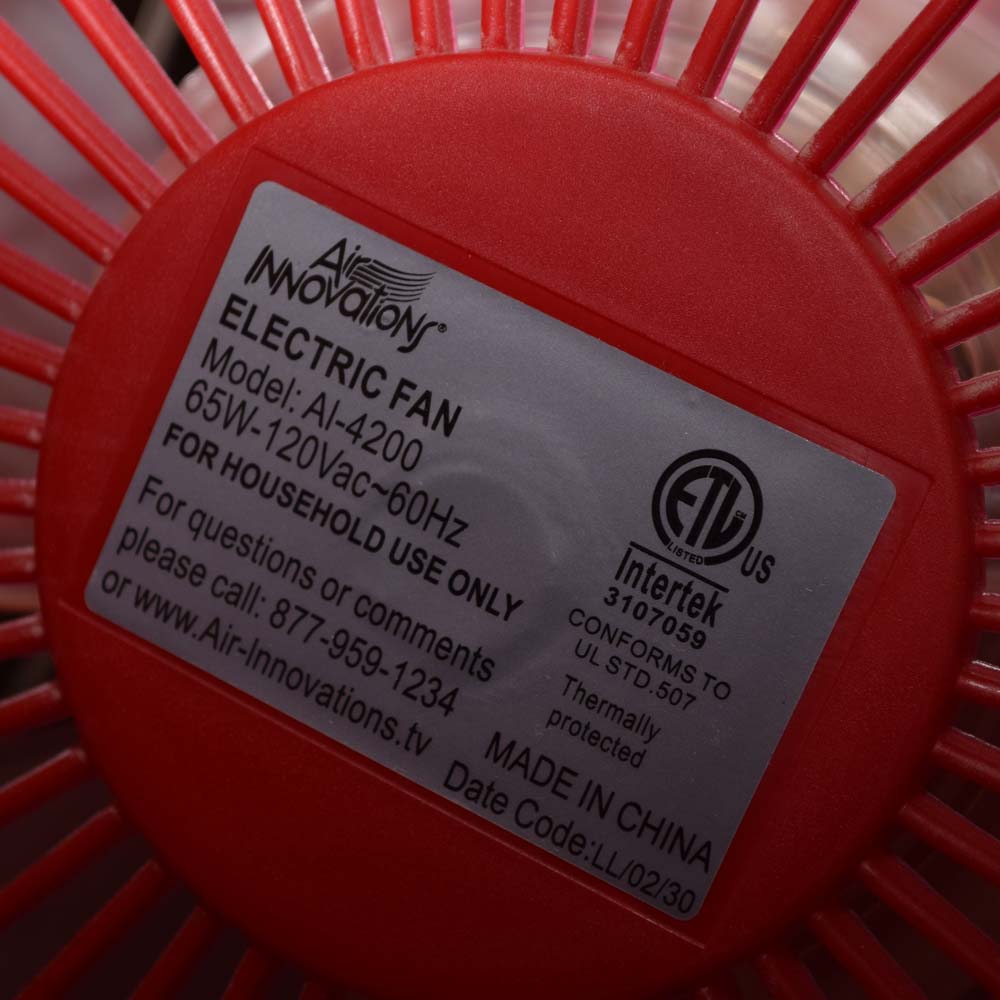 Air
INNOVATIONS®
ELECTRIC FAN
Model: AI-4200
65W-120Vac~60Hz
FOR HOUSEHOLD USE ONLY
For questions or comments
please call: 877-959-1234
or www.Air-Innovations.tv
ETL CM
LISTED
US
Intertek
3107059
CONFORMS TO
UL STD.507
Thermally
protected
MADE IN CHINA
Date Code:LL/02/30